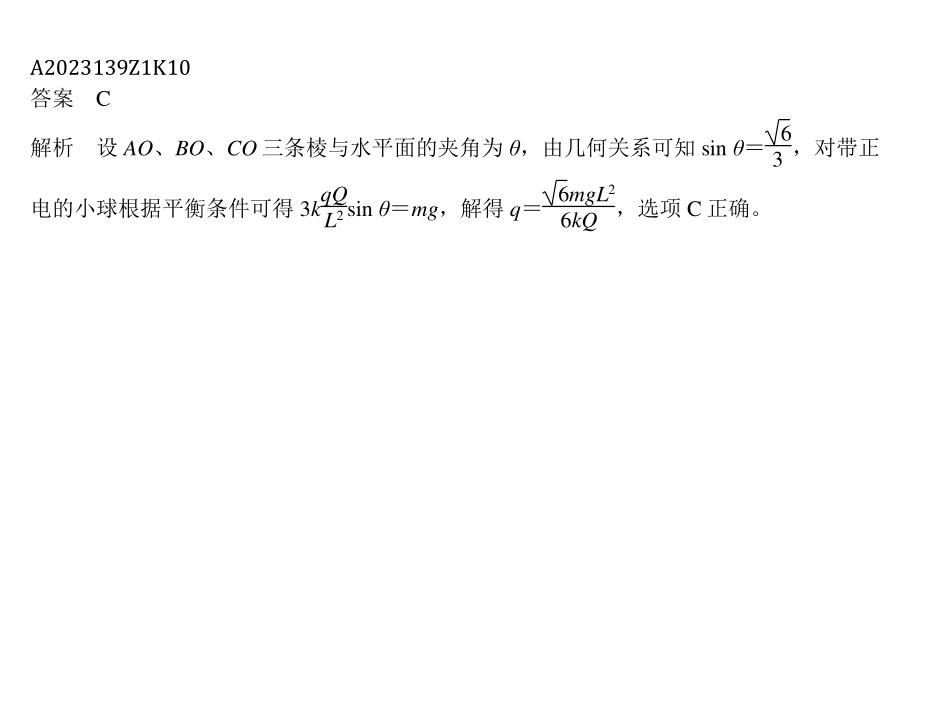 A2023139Z1K10
答案 C
解析 设 AO、BO、CO 三条棱与水平面的夹角为 θ，由几何关系可知 sin θ＝$\frac{\sqrt{6}}{3}$，对带正
电的小球根据平衡条件可得 3k$\frac{qQ}{L^2}$sin θ＝mg，解得 q＝$\frac{\sqrt{6}mgL^2}{6kQ}$，选项 C 正确。